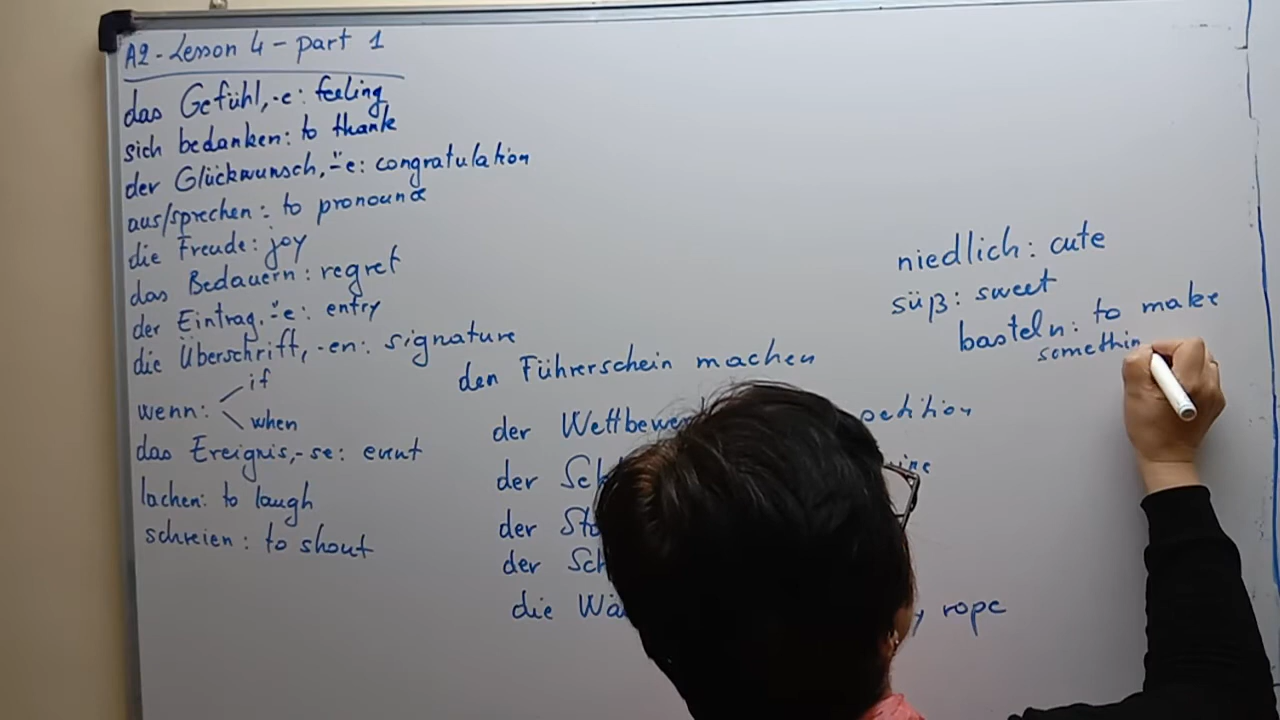 A2 - Lesson 4 - part 1
das Gefühl, -e: feeling
sich bedanken: to thank
der Glückwunsch, -̈e: congratulation
aus/sprechen: to pronounce
die Freude: joy
das Bedauern: regret
der Eintrag, -̈e: entry
die Überschrift, -en: signature
wenn: if
when
das Ereignis, -se: event
lachen: to laugh
schreien: to shout
den Führerschein machen
der
der
der
der
die rope
niedlich: cute
süß: sweet
basteln: to make